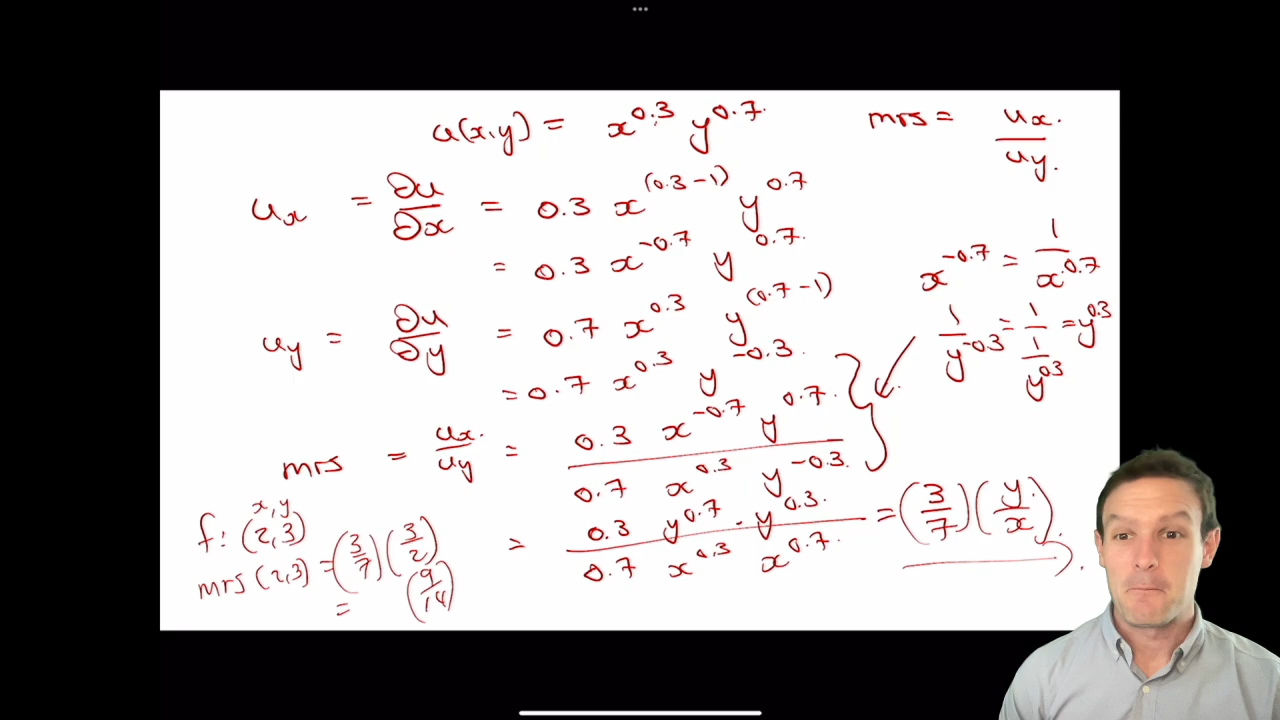 u(x,y) = x^0.3 y^0.7.
mrs = ux. / uy.
ux = ∂u/∂x = 0.3 x^(0.3-1) y^0.7
= 0.3 x^-0.7 y^0.7.
x^-0.7 = 1/x^0.7
uy = ∂u/∂y = 0.7 x^0.3 y^(0.7-1)
1/y^-0.3 = 1/(1/y^0.3) = y^0.3
= 0.7 x^0.3 y^-0.3.
mrs = ux./uy = 0.3 x^-0.7 y^0.7. / 0.7 x^0.3 y^-0.3.
= 0.3 y^0.7 · y^0.3. / 0.7 x^0.3 x^0.7. = (3/7)(y/x).
x, y
f: (2,3)
mrs (2,3) = (3/7)(3/2)
= (9/14)